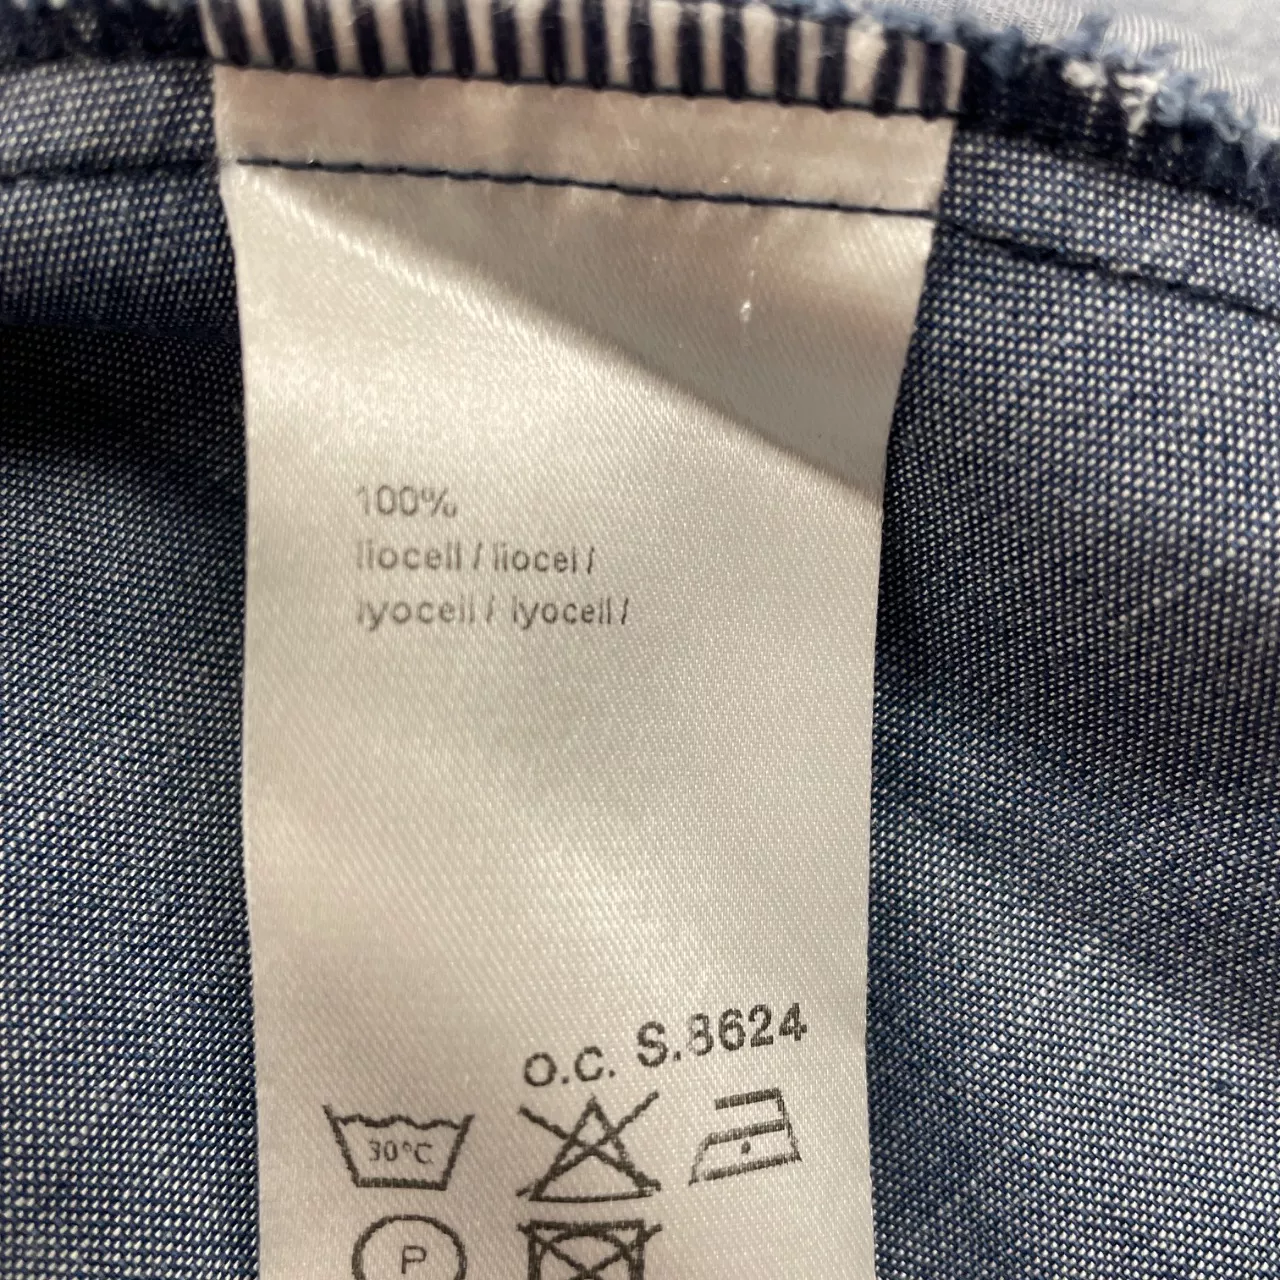 100%
liocell / liocel /
lyocell / lyocell /
O.C. S.8624
30°C
P